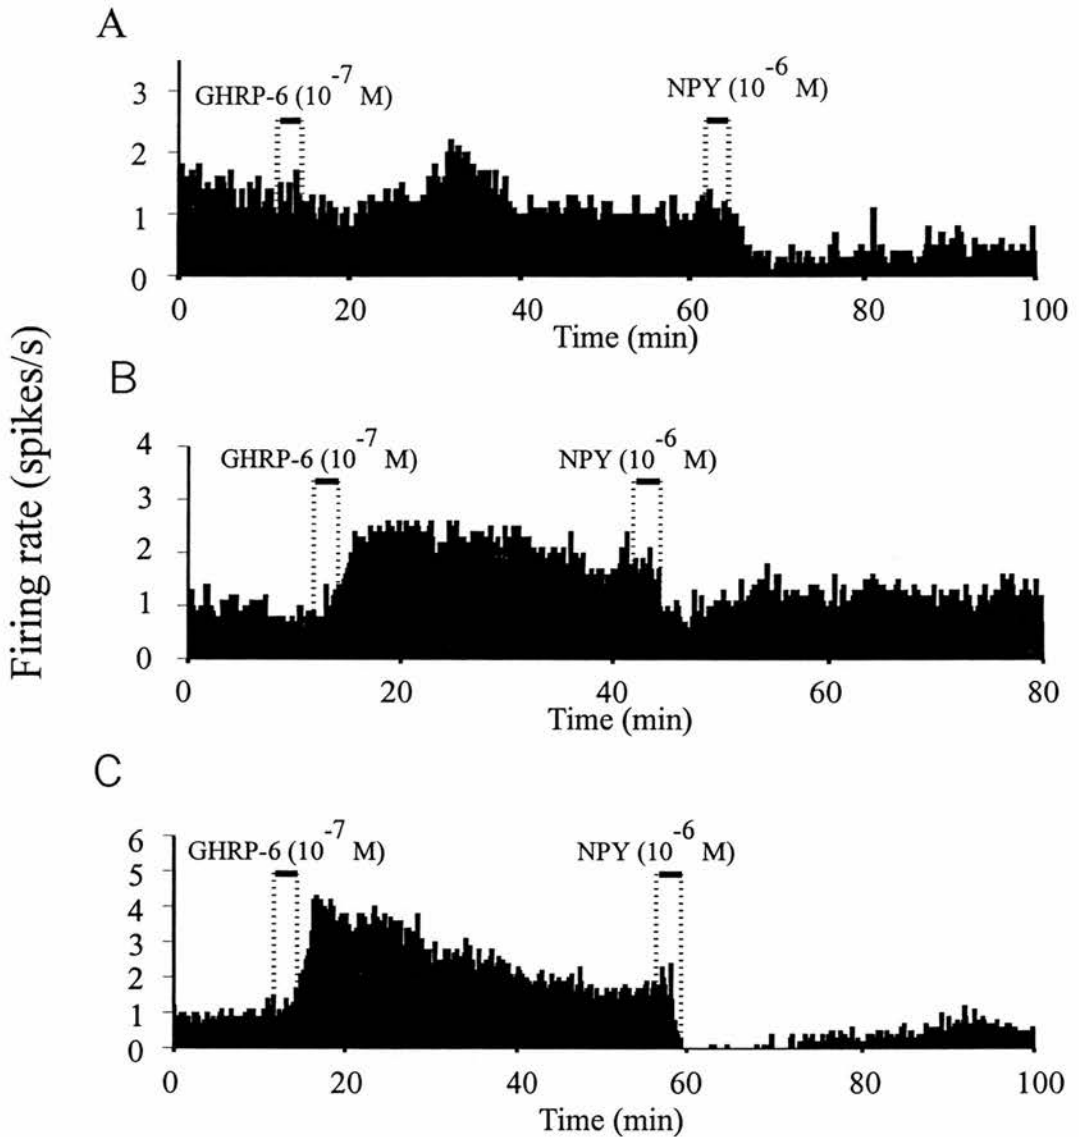 A
GHRP-6 (10⁻⁷ M)
NPY (10⁻⁶ M)
3
2
1
0
0 20 40 60 80 100
Time (min)
Firing rate (spikes/s)
B
GHRP-6 (10⁻⁷ M)
NPY (10⁻⁶ M)
4
3
2
1
0
0 20 40 60 80
Time (min)
C
GHRP-6 (10⁻⁷ M)
NPY (10⁻⁶ M)
6
5
4
3
2
1
0
0 20 40 60 80 100
Time (min)